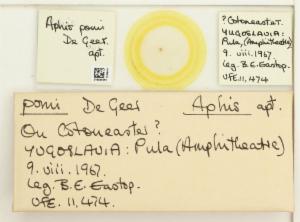 Aphis pomi
De Geer.
apt.
? Cotoneaster.
YUGOSLAVIA:
Pula, (Amphitheatre)
9. viii. 1967
Leg. B.E. Eastop.
VFE. 11,474
pomi De Geer Aphis apt.
On Cotoneaster?
YUGOSLAVIA: Pula (Amphitheatre)
9. viii. 1967.
Leg. B.E. Eastop.
VFE. 11,474.